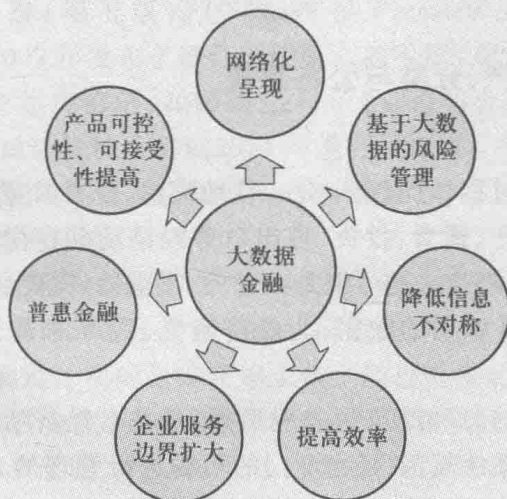 网络化
呈现
基于大数
据的风险
管理
降低信息
不对称
提高效率
企业服务
边界扩大
普惠金融
产品可控
性、可接受
性提高
大数据
金融